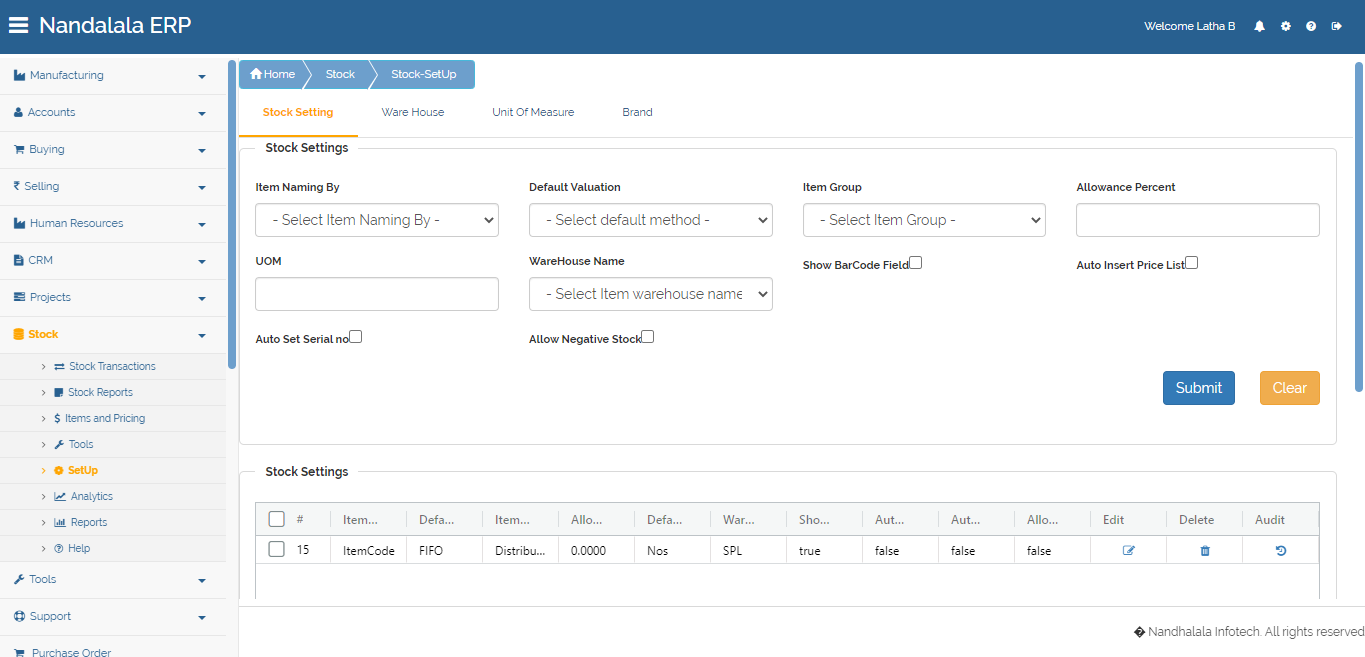 Nandalala ERP
Welcome Latha B
Manufacturing
Accounts
Buying
Selling
Human Resources
CRM
Projects
Stock
Stock Transactions
Stock Reports
Items and Pricing
Tools
SetUp
Analytics
Reports
Help
Tools
Support
Purchase Order
Home Stock Stock-SetUp
Stock Setting Ware House Unit Of Measure Brand
Stock Settings
Item Naming By Default Valuation Item Group Allowance Percent
- Select Item Naming By - - Select default method - - Select Item Group -
UOM WareHouse Name Show BarCode Field Auto Insert Price List
- Select Item warehouse name
Auto Set Serial no Allow Negative Stock
Submit Clear
Stock Settings
# Item... Defa... Item... Allo... Defa... War... Sho... Aut... Aut... Allo... Edit Delete Audit
15 ItemCode FIFO Distribu... 0.0000 Nos SPL true false false false
� Nandhalala Infotech. All rights reserved